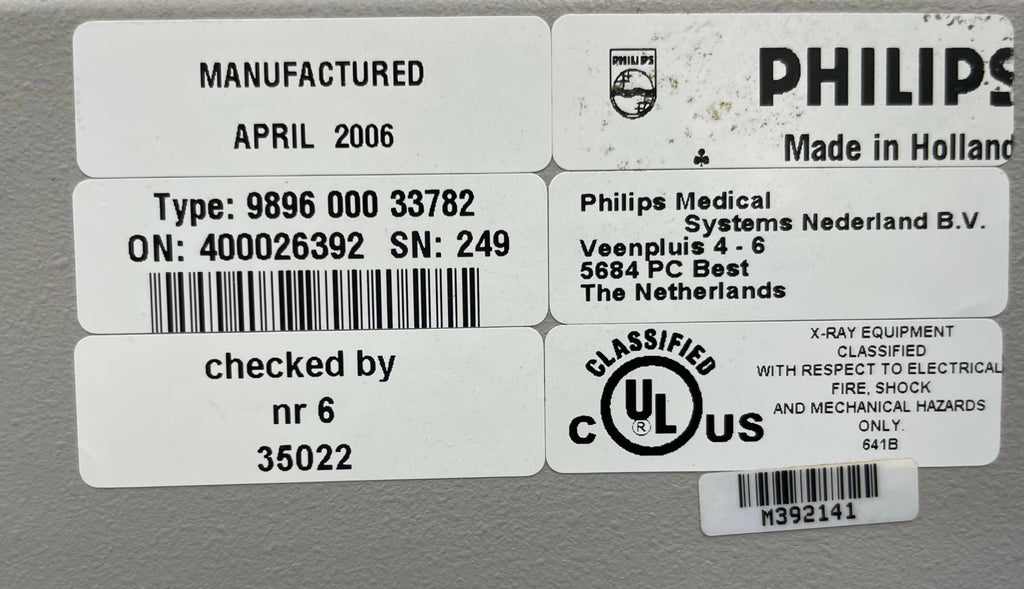 MANUFACTURED
APRIL 2006
PHILIPS
PHILIPS
Made in Holland
Type: 9896 000 33782
ON: 400026392 SN: 249
Philips Medical
Systems Nederland B.V.
Veenpluis 4 - 6
5684 PC Best
The Netherlands
checked by
nr 6
35022
CLASSIFIED
C UL US
®
X-RAY EQUIPMENT
CLASSIFIED
WITH RESPECT TO ELECTRICAL
FIRE, SHOCK
AND MECHANICAL HAZARDS
ONLY.
641B
M392141